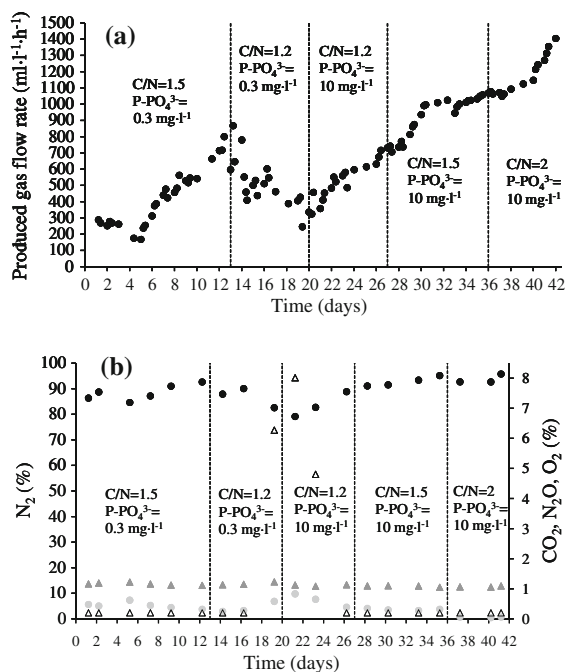 (a)
Produced gas flow rate (ml·l⁻¹·h⁻¹)
1500
1400
1300
1200
1100
1000
900
800
700
600
500
400
300
200
100
0
C/N=1.5
P-PO₄³⁻=
0.3 mg·l⁻¹
C/N=1.2
P-PO₄³⁻=
0.3 mg·l⁻¹
C/N=1.2
P-PO₄³⁻=
10 mg·l⁻¹
C/N=1.5
P-PO₄³⁻=
10 mg·l⁻¹
C/N=2
P-PO₄³⁻=
10 mg·l⁻¹
0 2 4 6 8 10 12 14 16 18 20 22 24 26 28 30 32 34 36 38 40 42
Time (days)
(b)
N₂ (%)
100
90
80
70
60
50
40
30
20
10
0
C/N=1.5
P-PO₄³⁻=
0.3 mg·l⁻¹
C/N=1.2
P-PO₄³⁻=
0.3 mg·l⁻¹
C/N=1.2
P-PO₄³⁻=
10 mg·l⁻¹
C/N=1.5
P-PO₄³⁻=
10 mg·l⁻¹
C/N=2
P-PO₄³⁻=
10 mg·l⁻¹
8
7
6
5
4
3
2
1
0
CO₂, N₂O, O₂ (%)
0 2 4 6 8 10 12 14 16 18 20 22 24 26 28 30 32 34 36 38 40 42
Time (days)